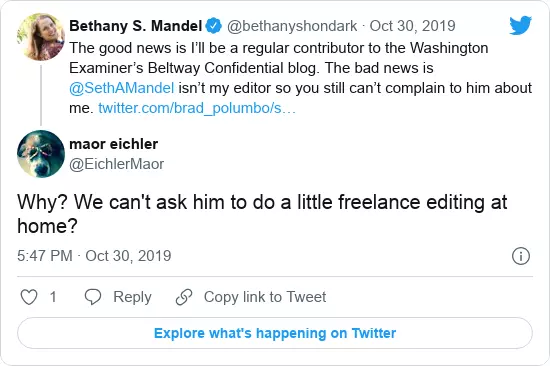 Bethany S. Mandel @bethanyshondark · Oct 30, 2019
The good news is I’ll be a regular contributor to the Washington
Examiner’s Beltway Confidential blog. The bad news is
@SethAMandel isn’t my editor so you still can’t complain to him about
me. twitter.com/brad_polumbo/s…
maor eichler
@EichlerMaor
Why? We can't ask him to do a little freelance editing at
home?
5:47 PM · Oct 30, 2019
1 Reply Copy link to Tweet
Explore what's happening on Twitter